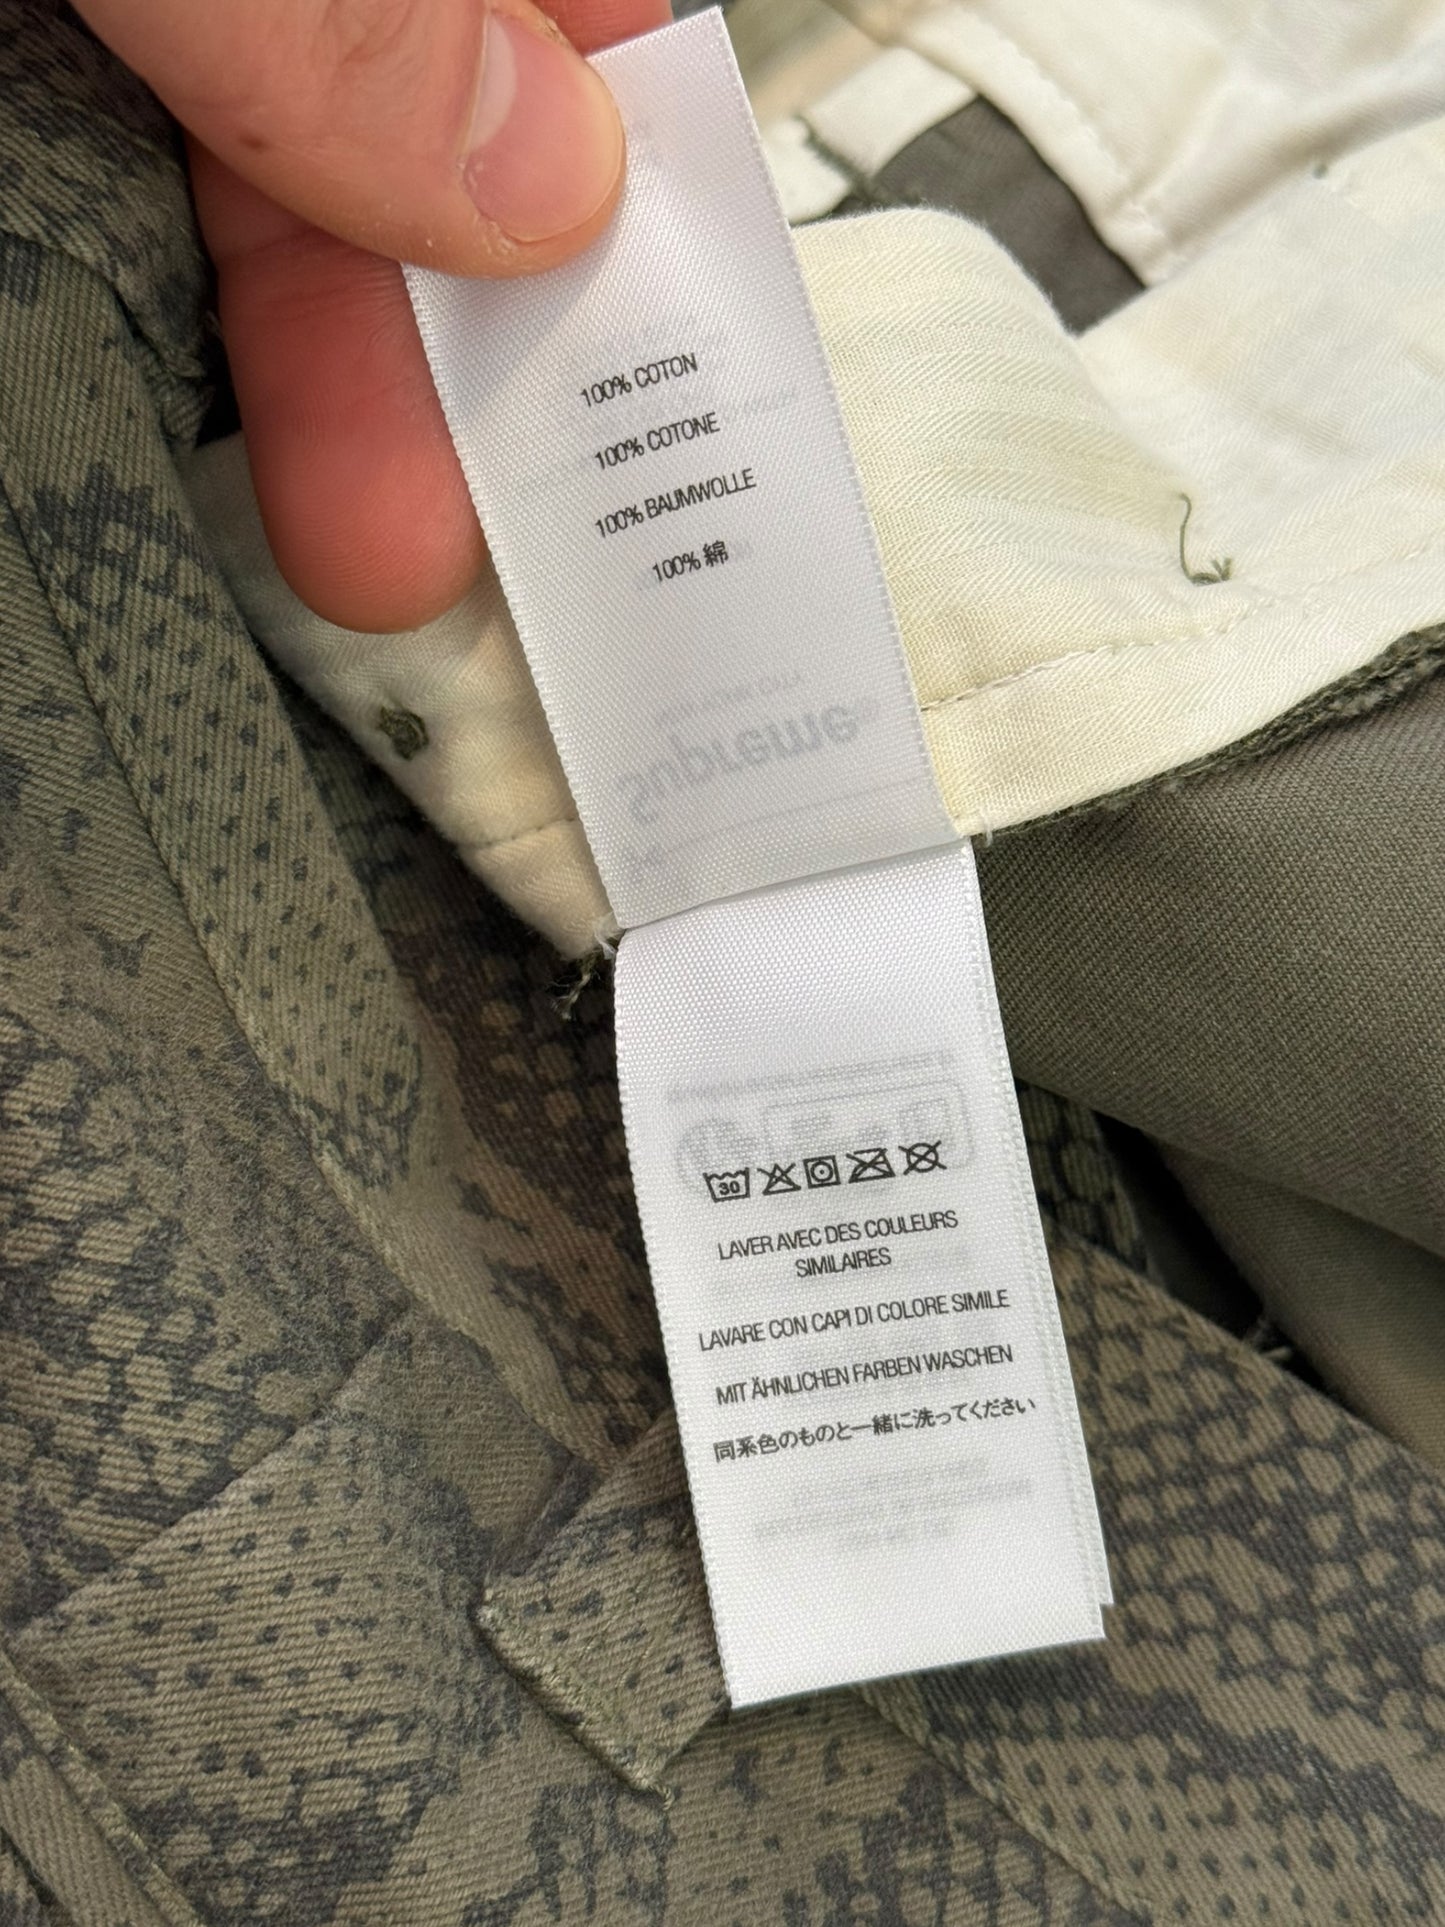 100% COTON
100% COTONE
100% BAUMWOLLE
100% 綿
Supreme
30
LAVER AVEC DES COULEURS
SIMILAIRES
LAVARE CON CAPI DI COLORE SIMILE
MIT ÄHNLICHEN FARBEN WASCHEN
同系色のものと一緒に洗ってください